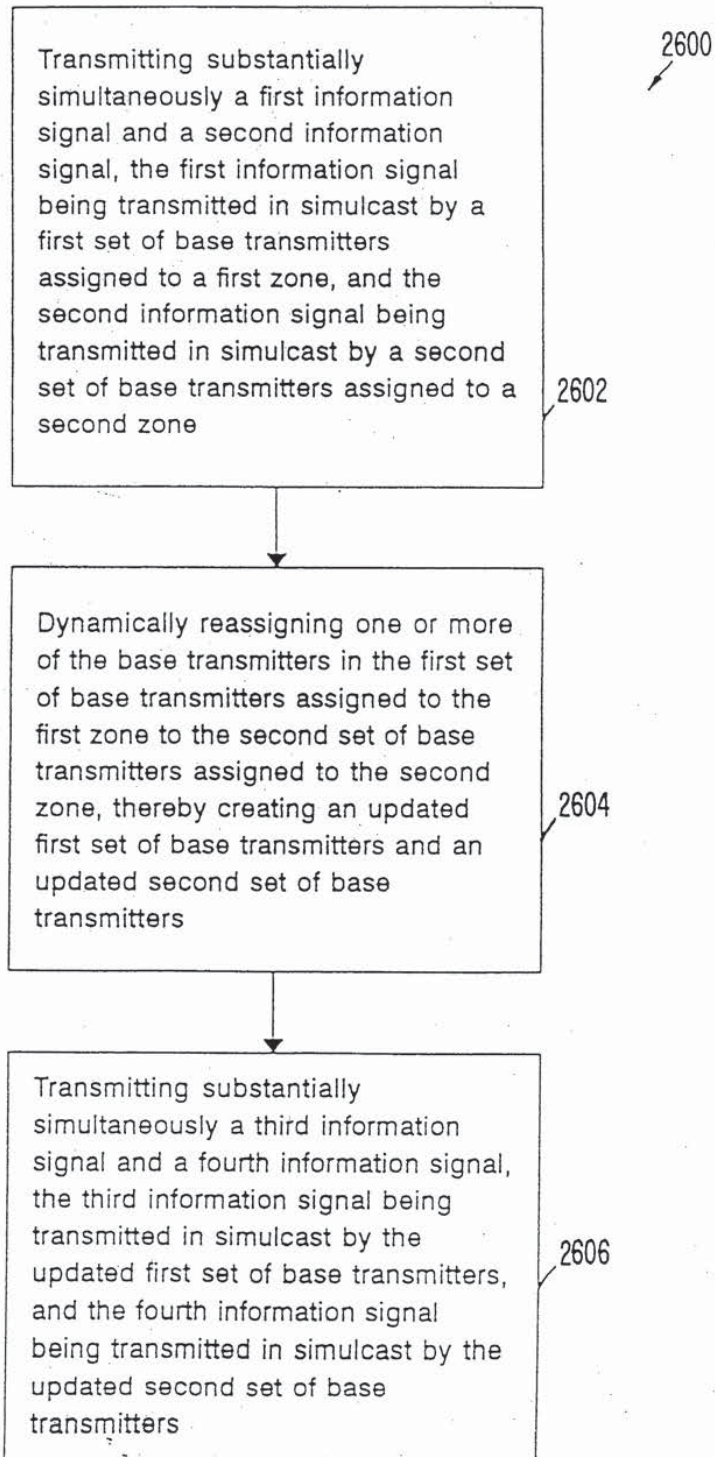 2600
Transmitting substantially
simultaneously a first information
signal and a second information
signal, the first information signal
being transmitted in simulcast by a
first set of base transmitters
assigned to a first zone, and the
second information signal being
transmitted in simulcast by a second
set of base transmitters assigned to a
second zone
2602
Dynamically reassigning one or more
of the base transmitters in the first set
of base transmitters assigned to the
first zone to the second set of base
transmitters assigned to the second
zone, thereby creating an updated
first set of base transmitters and an
updated second set of base
transmitters
2604
Transmitting substantially
simultaneously a third information
signal and a fourth information signal,
the third information signal being
transmitted in simulcast by the
updated first set of base transmitters,
and the fourth information signal
being transmitted in simulcast by the
updated second set of base
transmitters
2606